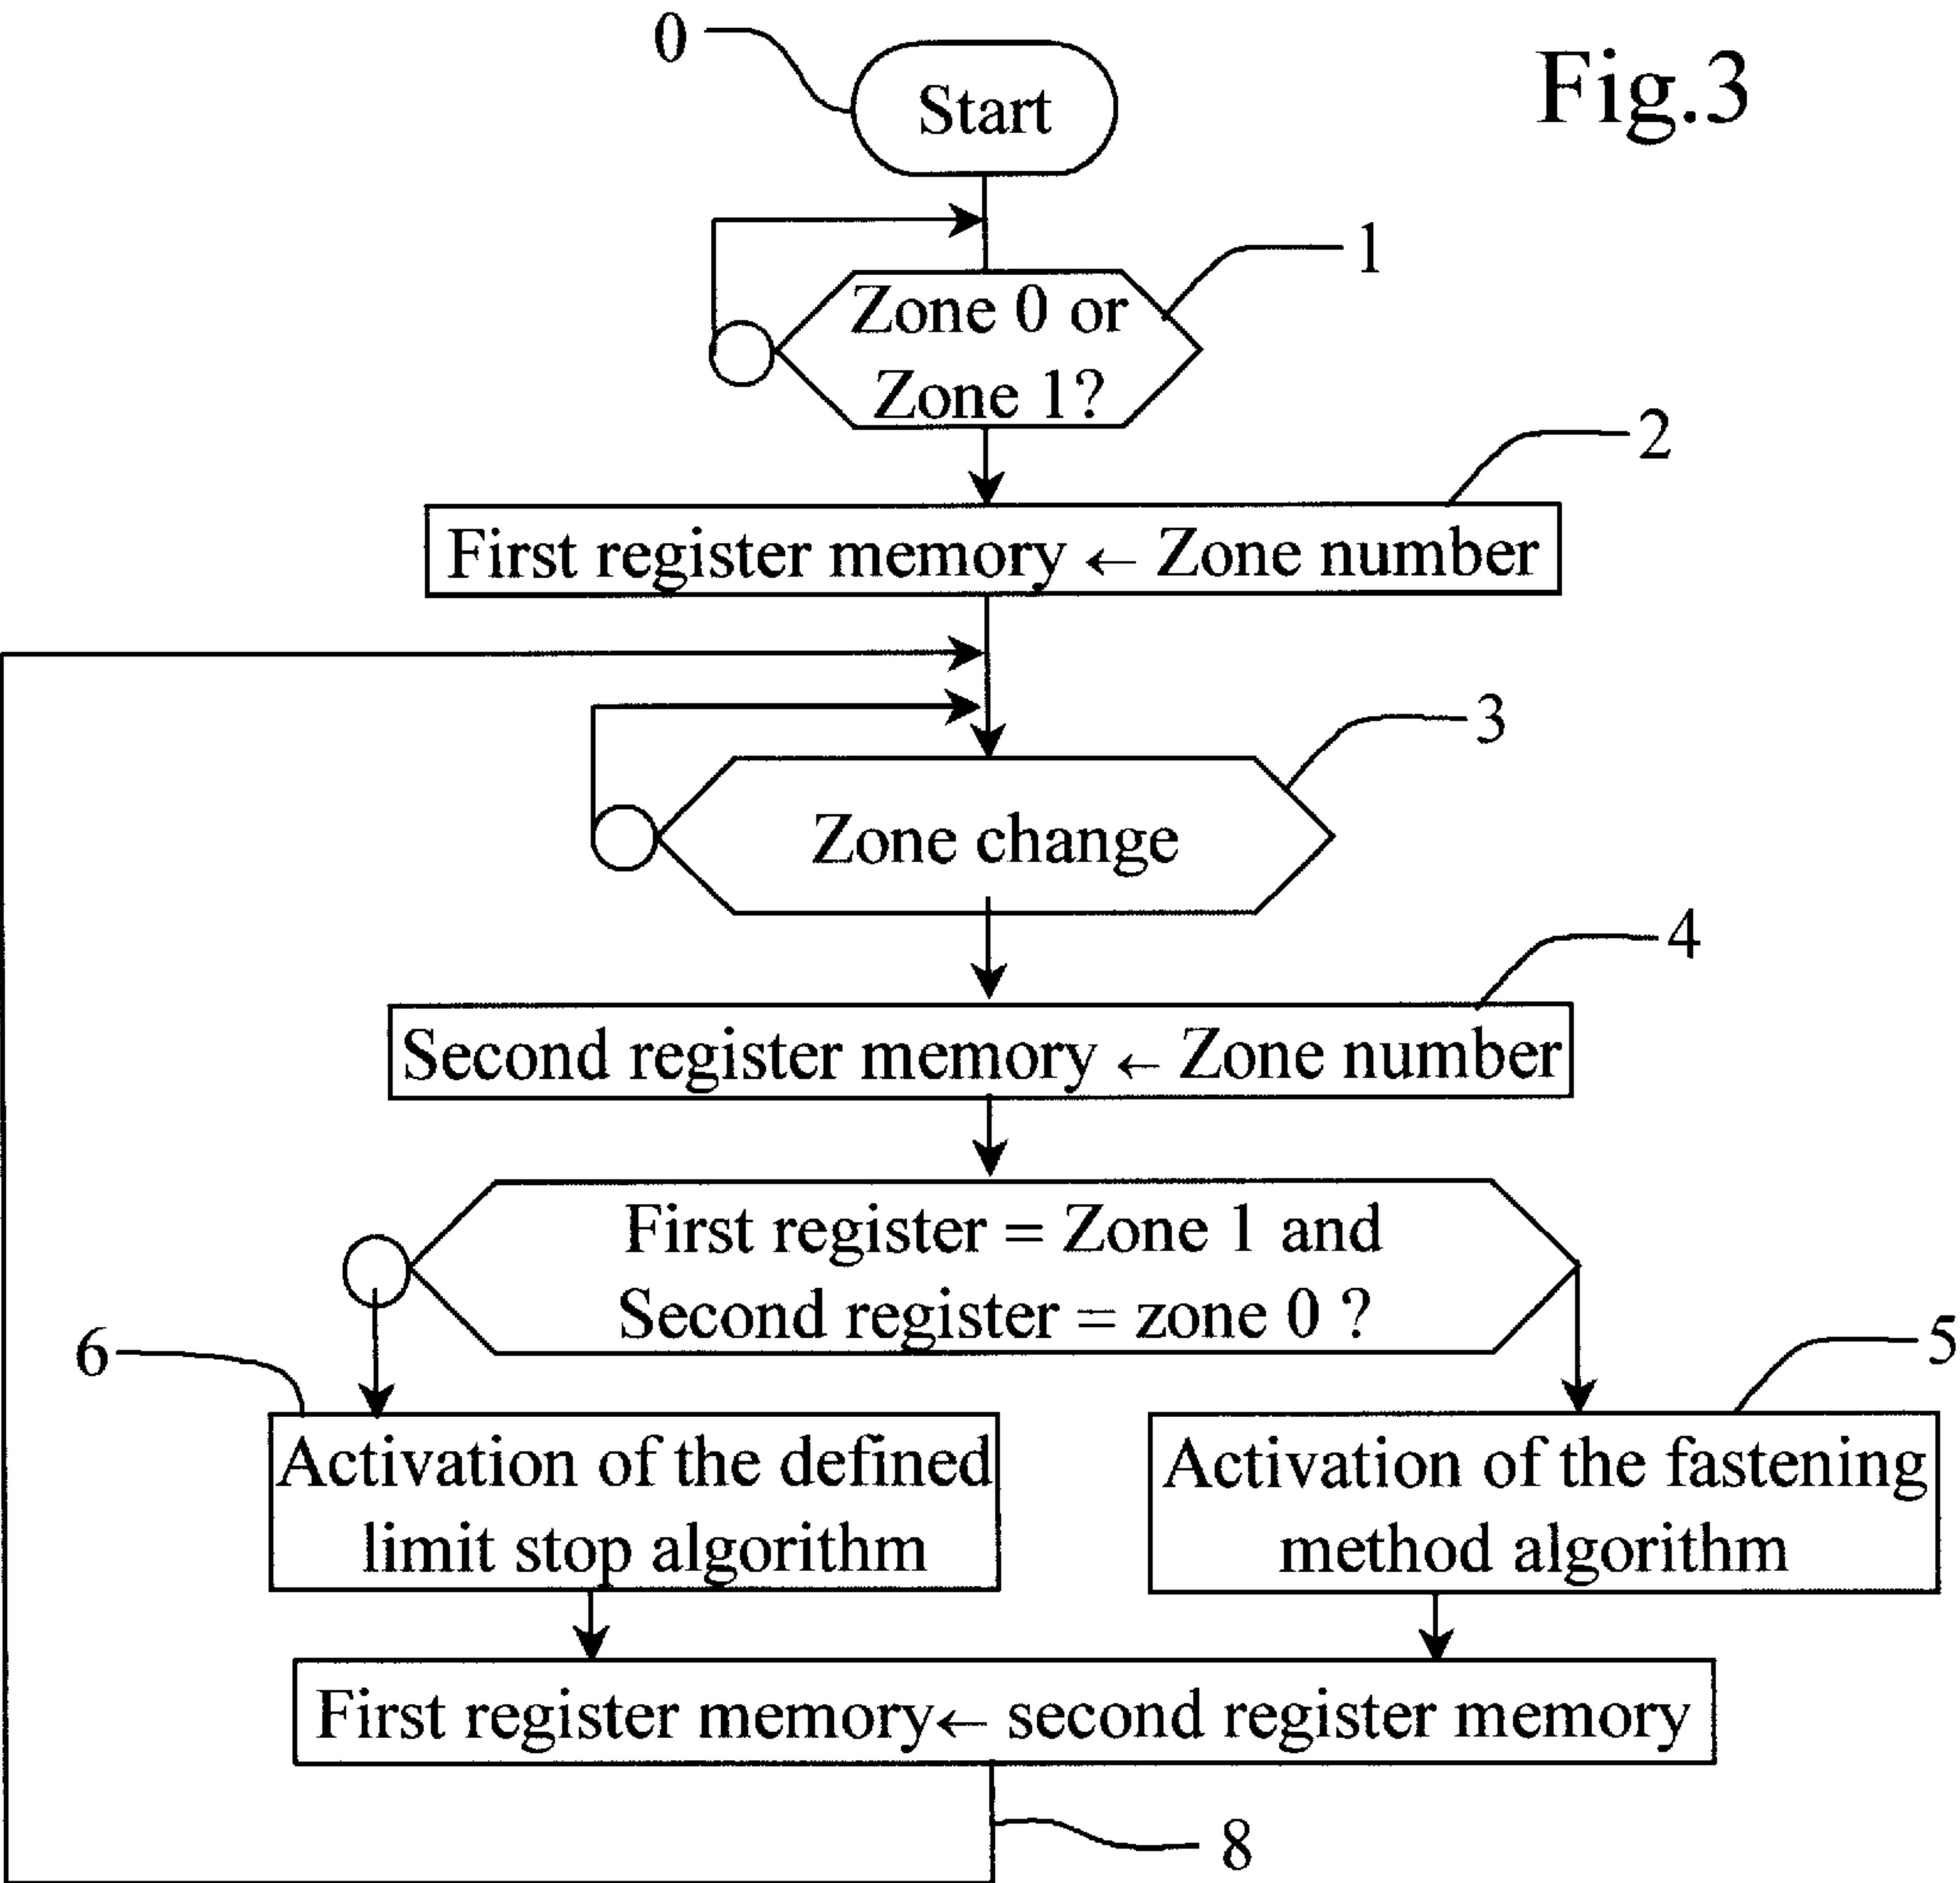 0
Start
Fig.3
1
Zone 0 or
Zone 1?
2
First register memory ← Zone number
3
Zone change
4
Second register memory ← Zone number
First register = Zone 1 and
Second register = zone 0 ?
6
5
Activation of the defined
limit stop algorithm
Activation of the fastening
method algorithm
First register memory← second register memory
8